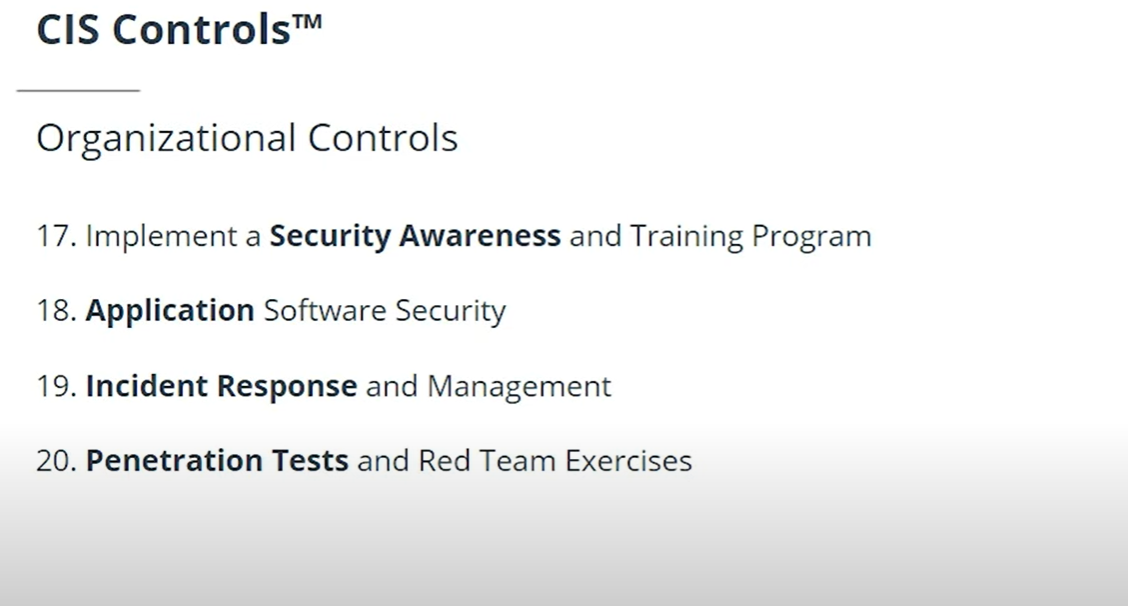 CIS Controls™
Organizational Controls
17. Implement a Security Awareness and Training Program
18. Application Software Security
19. Incident Response and Management
20. Penetration Tests and Red Team Exercises